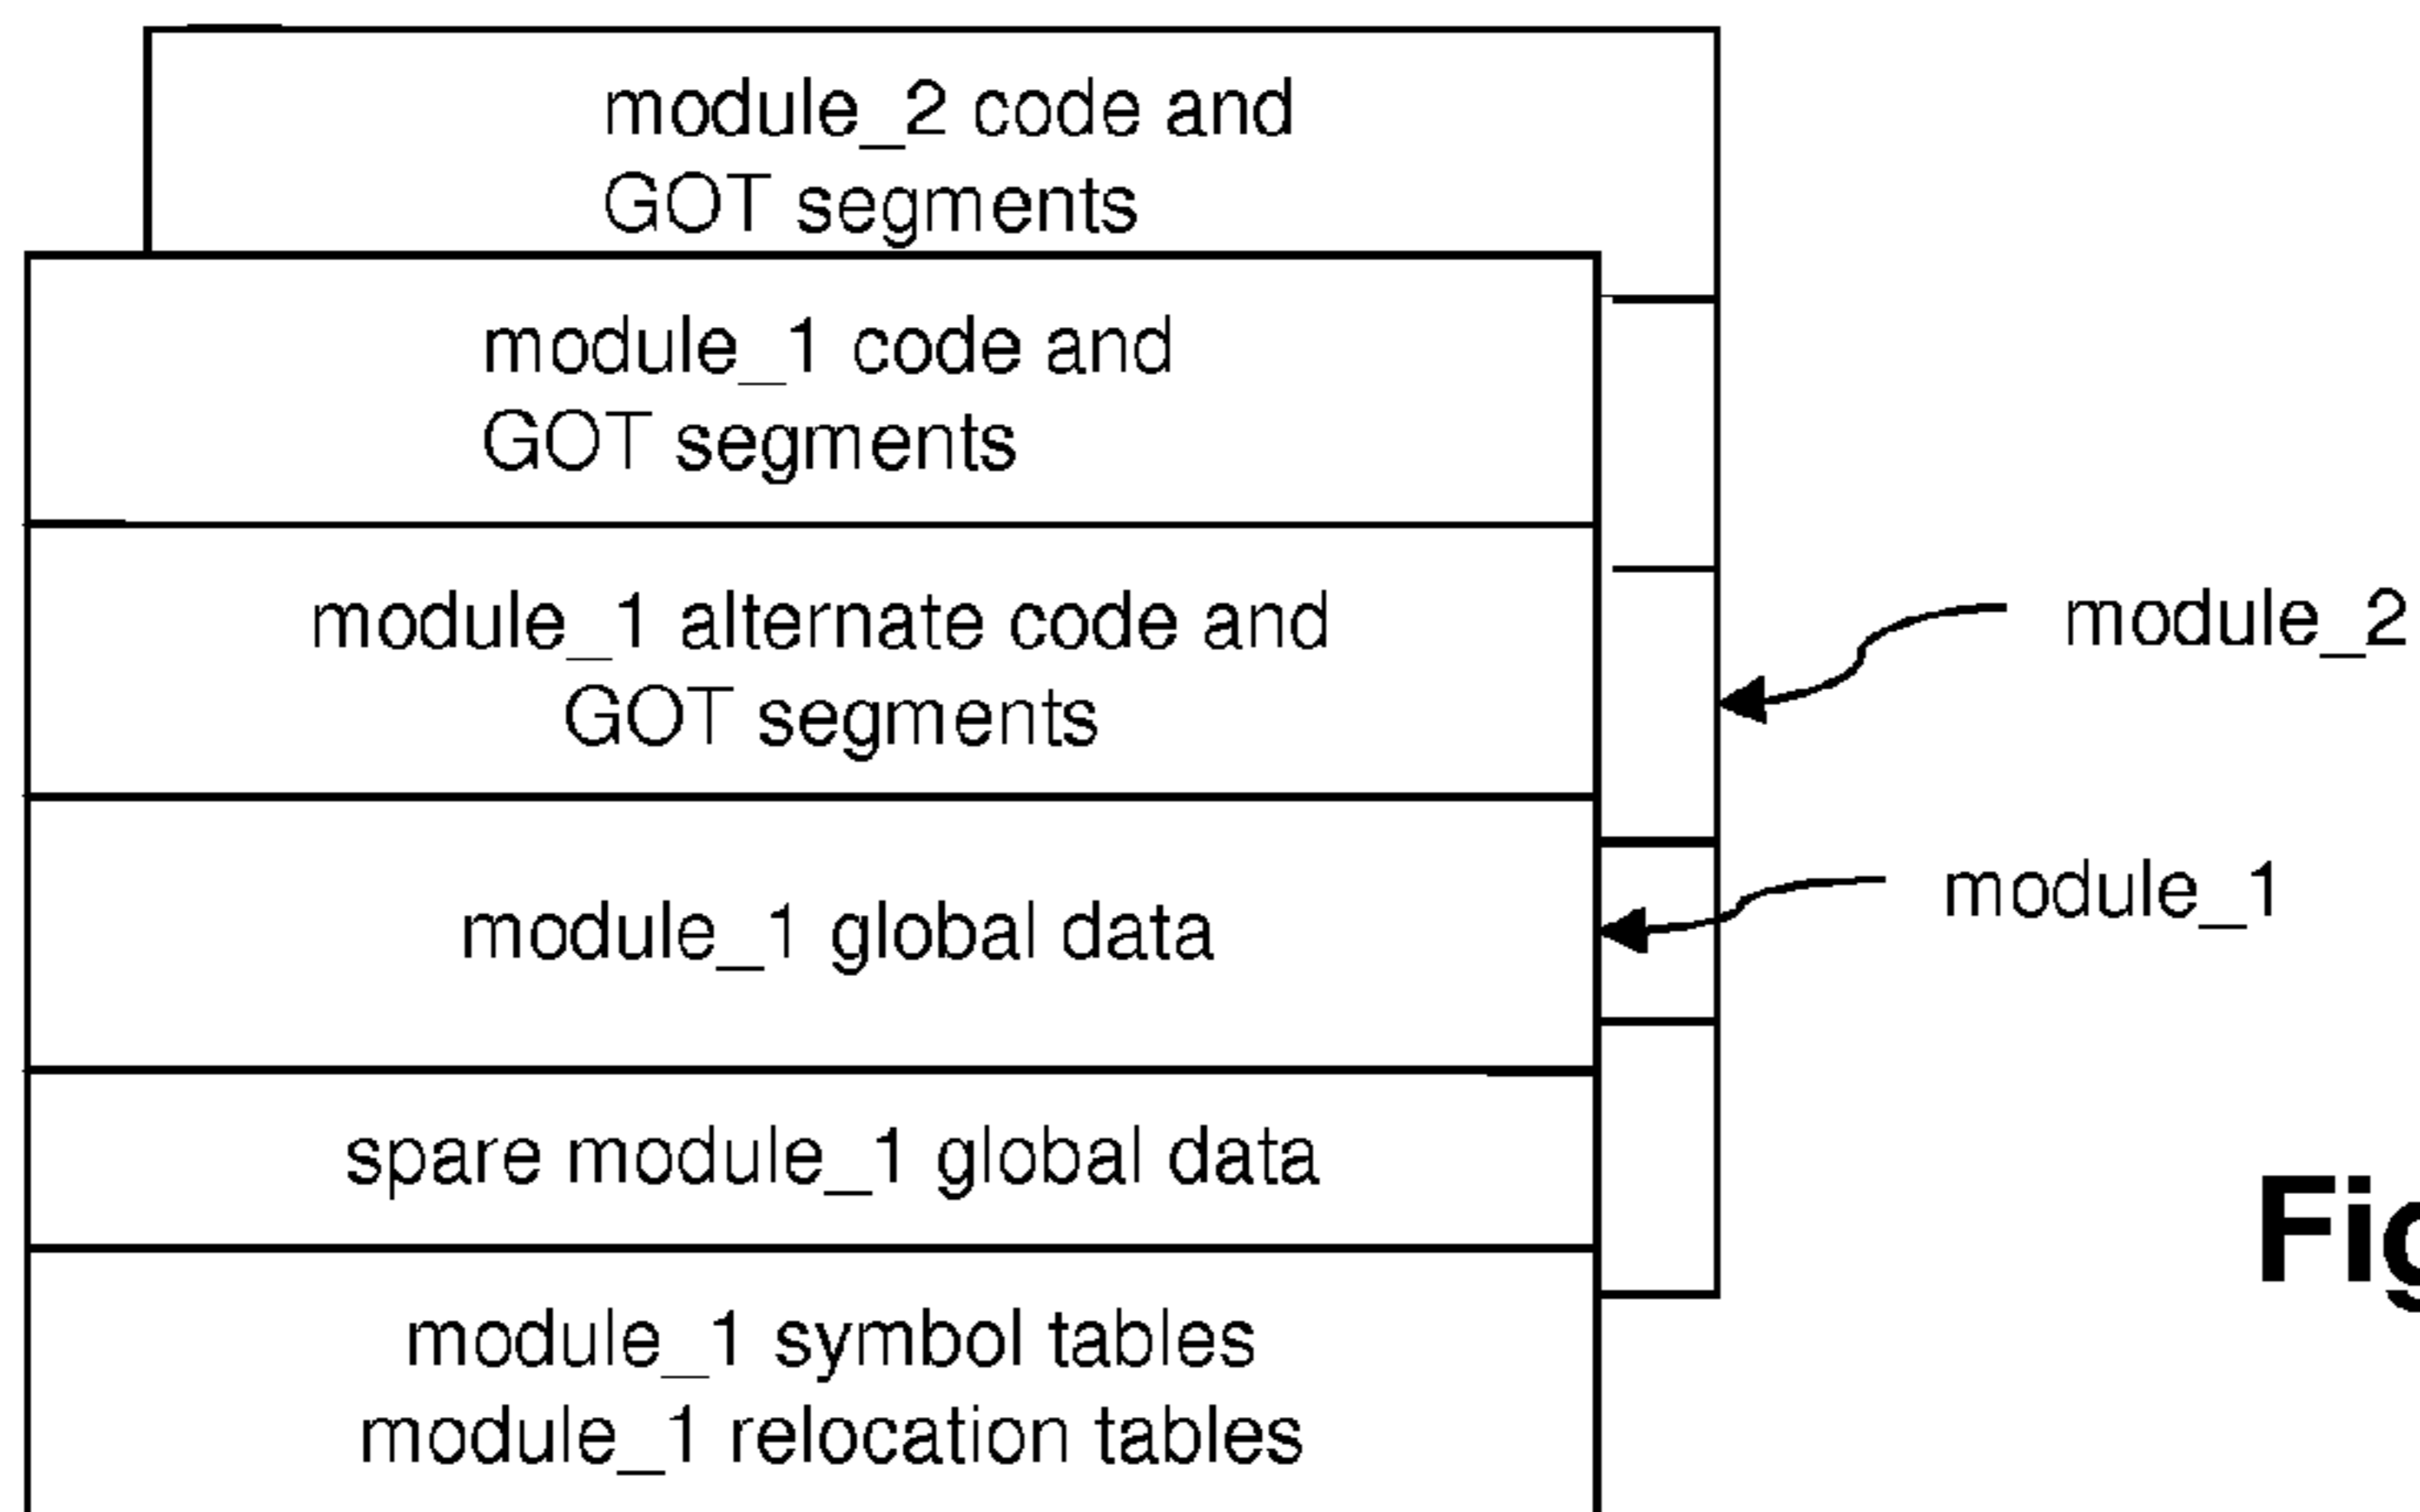 module_2 code and
GOT segments
module_1 code and
GOT segments
module_1 alternate code and
GOT segments
module_2
module_1 global data
module_1
spare module_1 global data
module_1 symbol tables
module_1 relocation tables